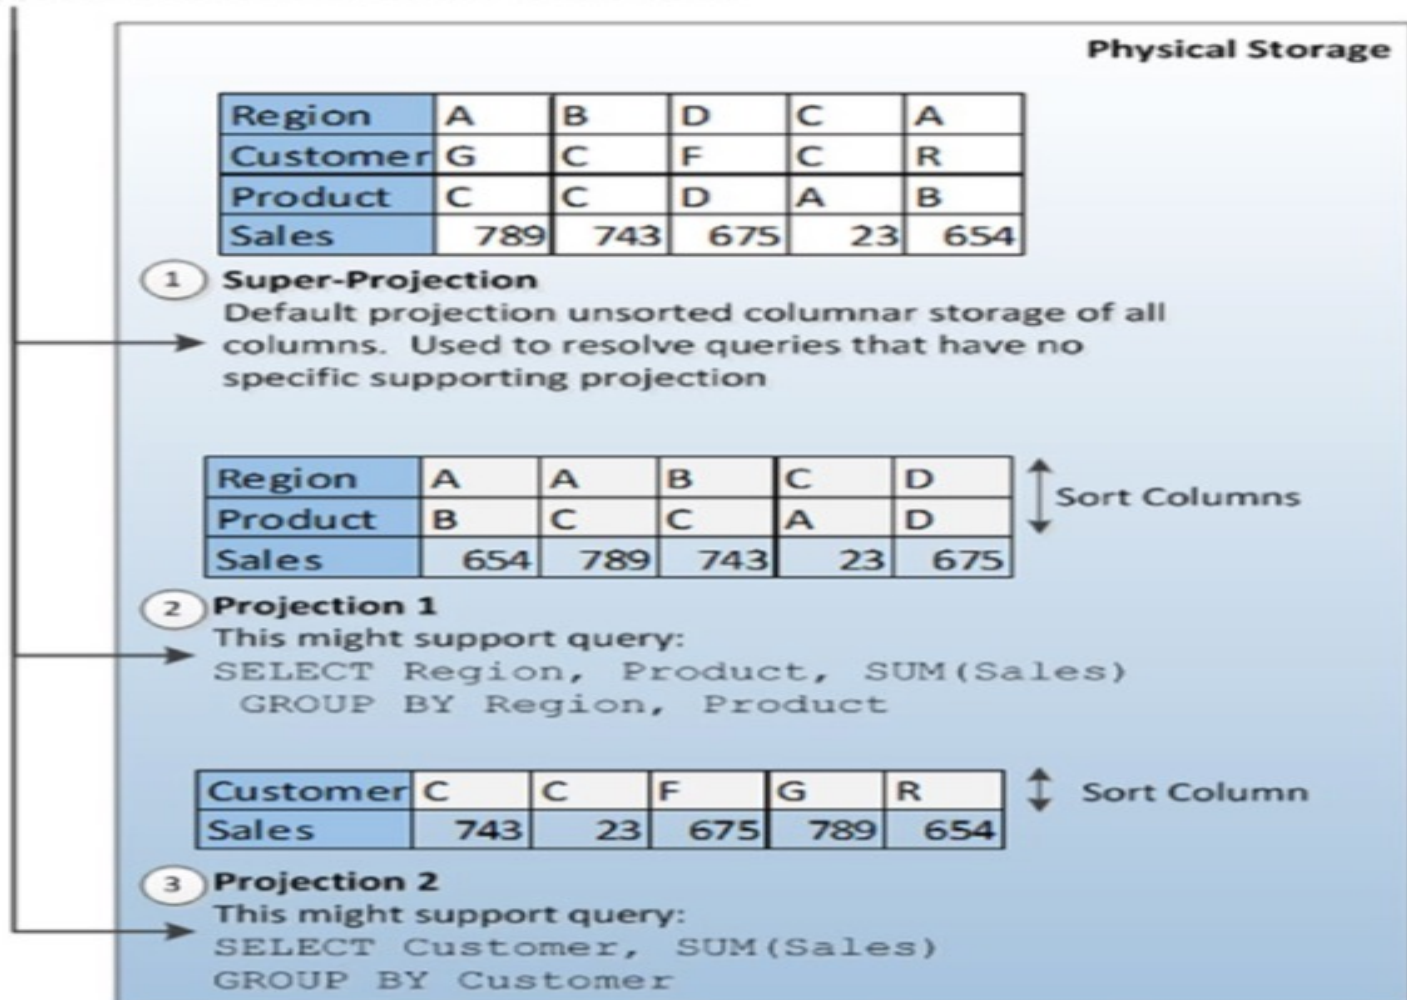 Physical Storage
Region A B D C A
Customer G C F C R
Product C C D A B
Sales 789 743 675 23 654
1 Super-Projection
Default projection unsorted columnar storage of all
columns. Used to resolve queries that have no
specific supporting projection
Region A A B C D
Product B C C A D
Sales 654 789 743 23 675
Sort Columns
2 Projection 1
This might support query:
SELECT Region, Product, SUM(Sales)
GROUP BY Region, Product
Customer C C F G R
Sales 743 23 675 789 654
Sort Column
3 Projection 2
This might support query:
SELECT Customer, SUM(Sales)
GROUP BY Customer